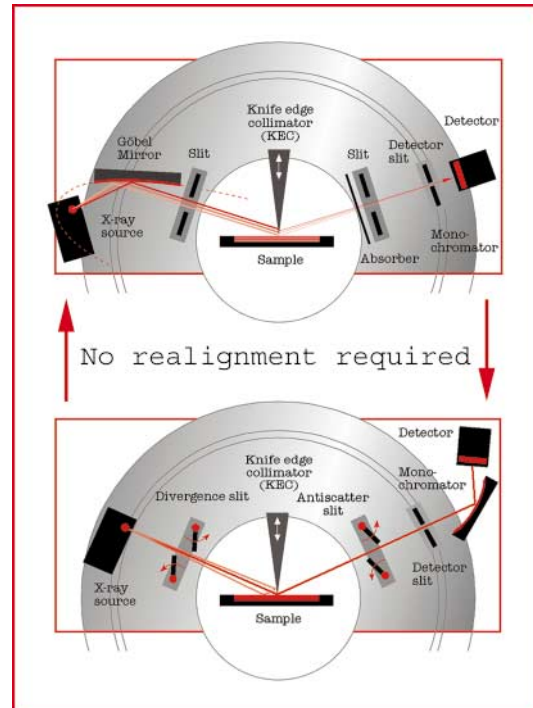 Knife edge
collimator
(KEC)
Detector
Göbel
Mirror
Slit
Slit
Detector
slit
X-ray
source
Sample
Absorber
Mono-
chromator
No realignment required
Detector
Knife edge
collimator
(KEC)
Mono-
chromator
Divergence slit
Antiscatter
slit
X-ray
source
Detector
slit
Sample